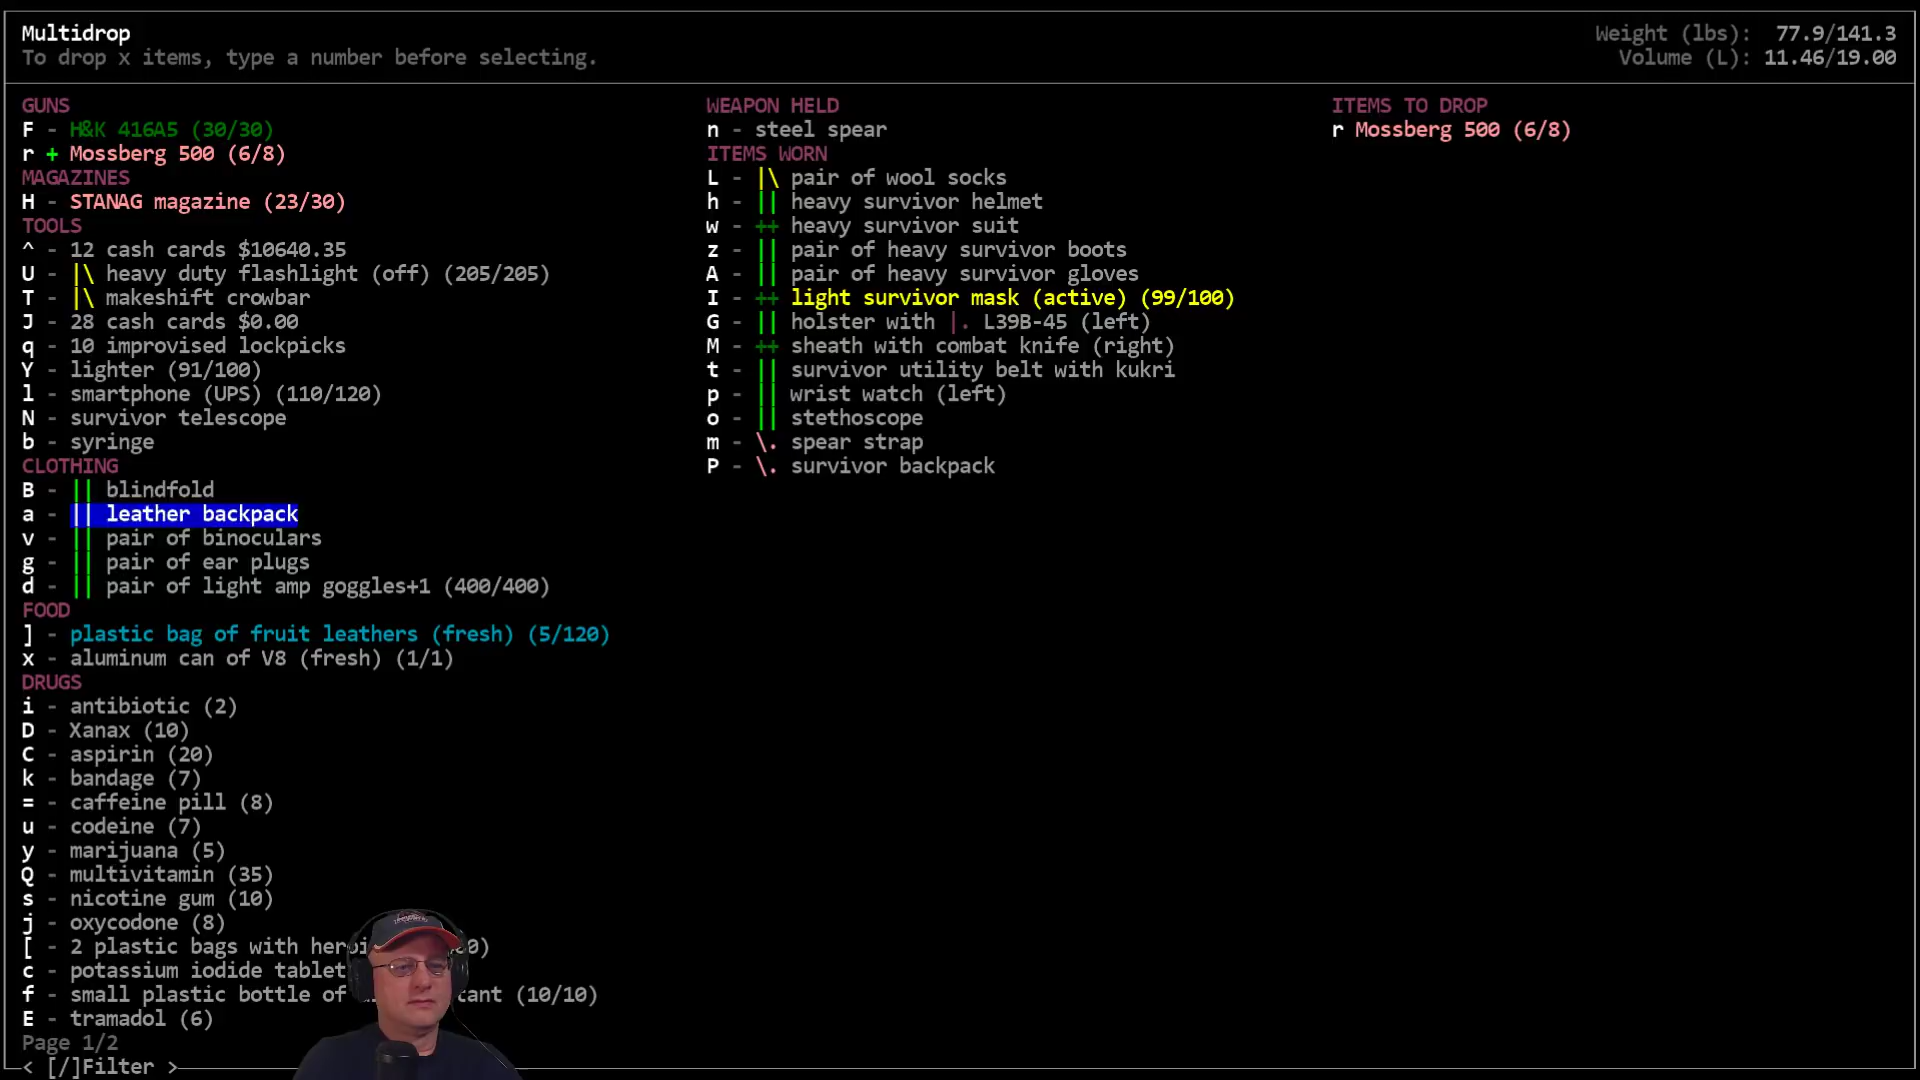 Multidrop
To drop x items, type a number before selecting.
Weight (lbs): 77.9/141.3
Volume (L): 11.46/19.00
GUNS
F - H&K 416A5 (30/30)
r + Mossberg 500 (6/8)
MAGAZINES
H - STANAG magazine (23/30)
TOOLS
^ - 12 cash cards $10640.35
U - |\ heavy duty flashlight (off) (205/205)
T - |\ makeshift crowbar
J - 28 cash cards $0.00
q - 10 improvised lockpicks
Y - lighter (91/100)
l - smartphone (UPS) (110/120)
N - survivor telescope
b - syringe
CLOTHING
B - || blindfold
a - || leather backpack
v - || pair of binoculars
g - || pair of ear plugs
d - || pair of light amp goggles+1 (400/400)
FOOD
] - plastic bag of fruit leathers (fresh) (5/120)
x - aluminum can of V8 (fresh) (1/1)
DRUGS
i - antibiotic (2)
D - Xanax (10)
C - aspirin (20)
k - bandage (7)
= - caffeine pill (8)
u - codeine (7)
y - marijuana (5)
Q - multivitamin (35)
s - nicotine gum (10)
j - oxycodone (8)
[ - 2 plastic bags with
c - potassium iodide tablet
f - small plastic bottle of (10/10)
E - tramadol (6)
Page 1/2
< [/]Filter >
WEAPON HELD
n - steel spear
ITEMS WORN
L - |\ pair of wool socks
h - || heavy survivor helmet
w - ++ heavy survivor suit
z - || pair of heavy survivor boots
A - || pair of heavy survivor gloves
I - ++ light survivor mask (active) (99/100)
G - || holster with |. L39B-45 (left)
M - ++ sheath with combat knife (right)
t - || survivor utility belt with kukri
p - || wrist watch (left)
o - || stethoscope
m - \. spear strap
P - \. survivor backpack
ITEMS TO DROP
r Mossberg 500 (6/8)